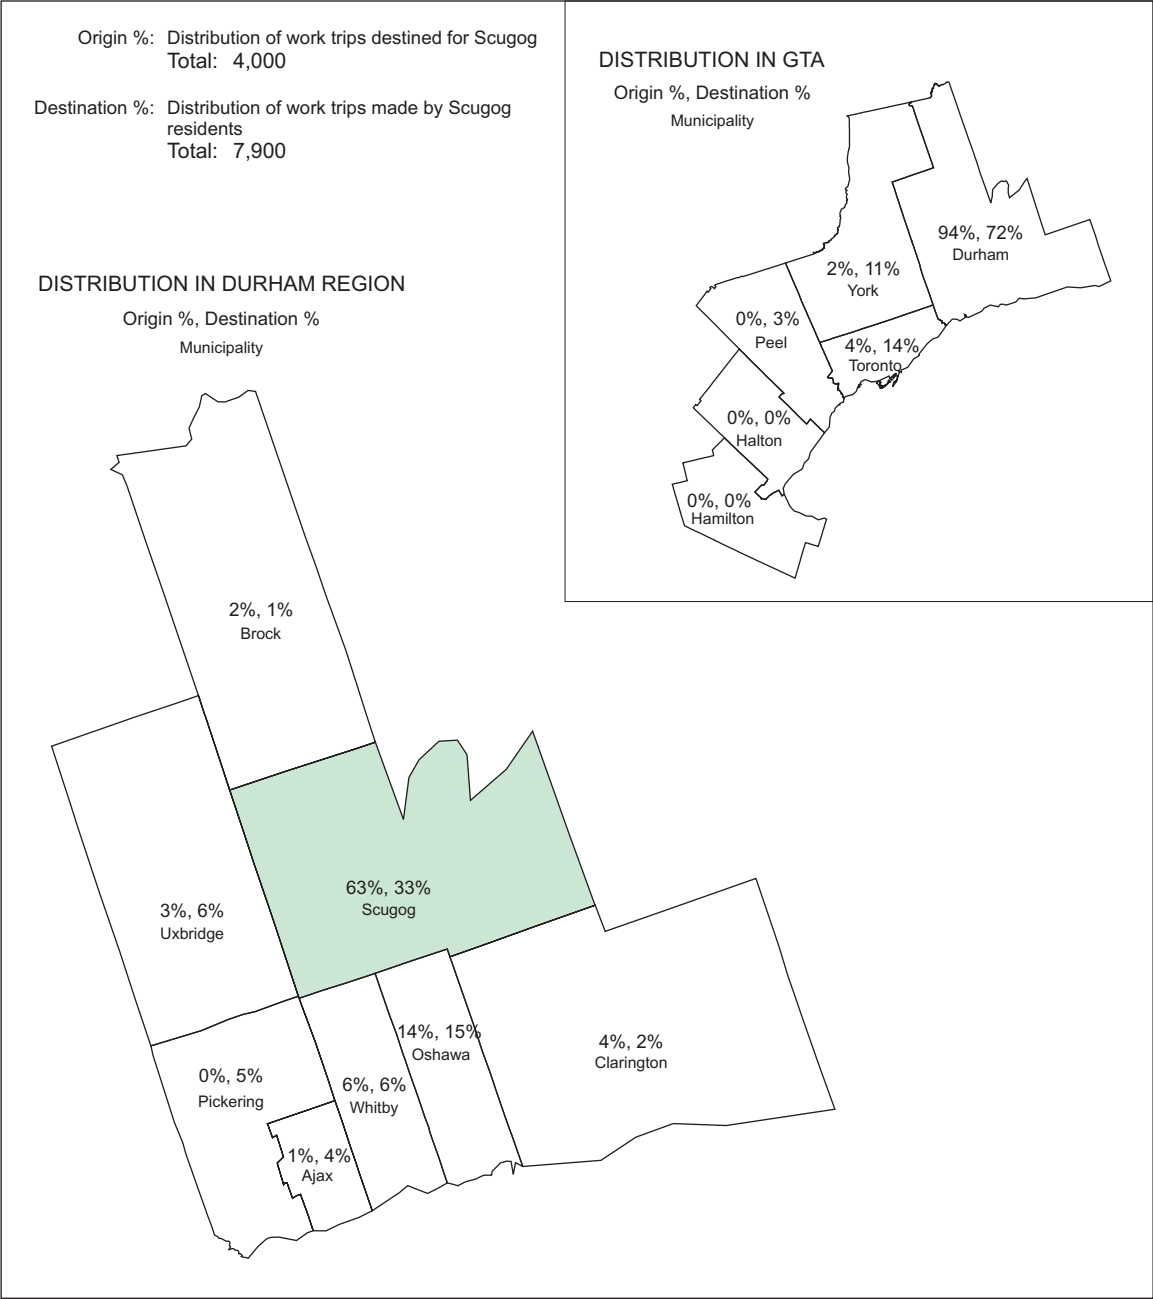 Origin %: Distribution of work trips destined for Scugog
Total: 4,000
Destination %: Distribution of work trips made by Scugog
residents
Total: 7,900
DISTRIBUTION IN GTA
Origin %, Destination %
Municipality
94%, 72%
Durham
2%, 11%
York
0%, 3%
Peel
4%, 14%
Toronto
0%, 0%
Halton
0%, 0%
Hamilton
DISTRIBUTION IN DURHAM REGION
Origin %, Destination %
Municipality
2%, 1%
Brock
63%, 33%
Scugog
3%, 6%
Uxbridge
14%, 15%
Oshawa
4%, 2%
Clarington
0%, 5%
Pickering
6%, 6%
Whitby
1%, 4%
Ajax